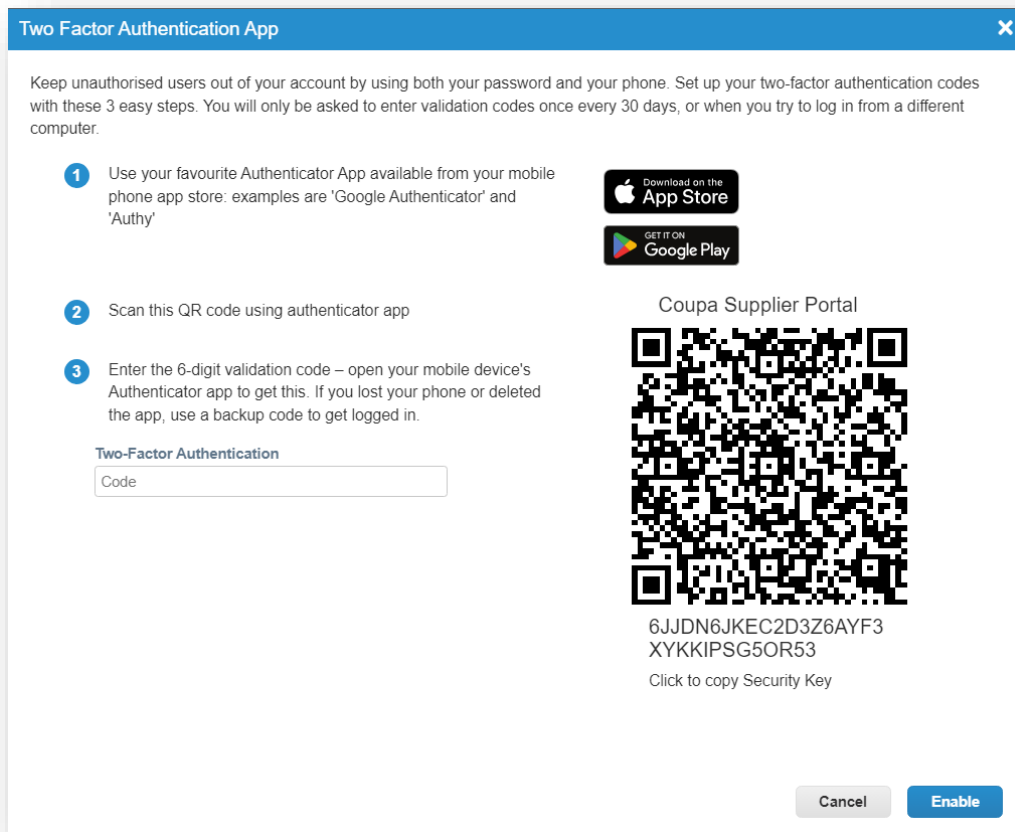 Two Factor Authentication App
Keep unauthorised users out of your account by using both your password and your phone. Set up your two-factor authentication codes
with these 3 easy steps. You will only be asked to enter validation codes once every 30 days, or when you try to log in from a different
computer.
1 Use your favourite Authenticator App available from your mobile
phone app store: examples are 'Google Authenticator' and
'Authy'
Download on the
App Store
GET IT ON
Google Play
2 Scan this QR code using authenticator app
3 Enter the 6-digit validation code – open your mobile device's
Authenticator app to get this. If you lost your phone or deleted
the app, use a backup code to get logged in.
Two-Factor Authentication
Code
Coupa Supplier Portal
6JJDN6JKEC2D3Z6AYF3
XYKKIPSG5OR53
Click to copy Security Key
Cancel
Enable